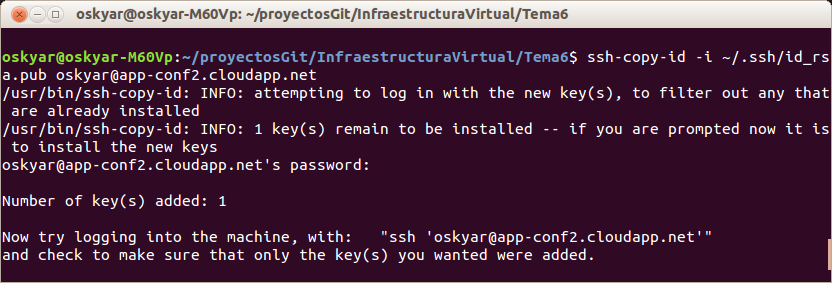 oskyar@oskyar-M60Vp: ~/proyectosGit/InfraestructuraVirtual/Tema6
oskyar@oskyar-M60Vp:~/proyectosGit/InfraestructuraVirtual/Tema6$ ssh-copy-id -i ~/.ssh/id_rs
a.pub oskyar@app-conf2.cloudapp.net
/usr/bin/ssh-copy-id: INFO: attempting to log in with the new key(s), to filter out any that
 are already installed
/usr/bin/ssh-copy-id: INFO: 1 key(s) remain to be installed -- if you are prompted now it is
 to install the new keys
oskyar@app-conf2.cloudapp.net's password:
Number of key(s) added: 1
Now try logging into the machine, with:   "ssh 'oskyar@app-conf2.cloudapp.net'"
and check to make sure that only the key(s) you wanted were added.